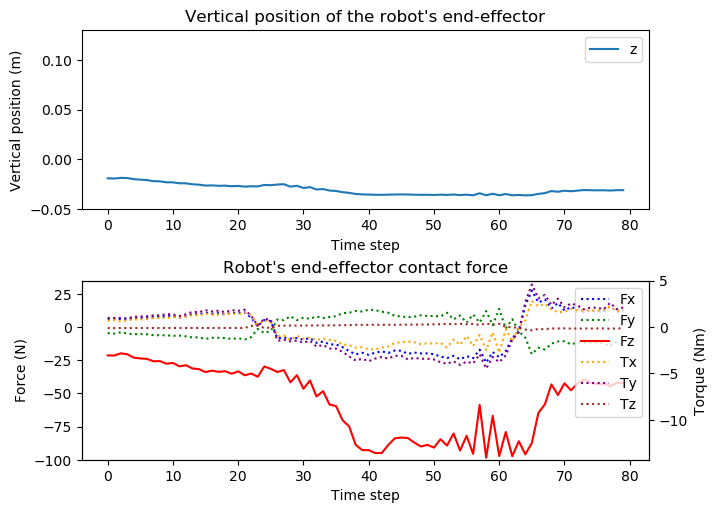 Vertical position of the robot's end-effector
Vertical position (m)
0.10
0.05
0.00
−0.05
z
0 10 20 30 40 50 60 70 80
Time step
Robot's end-effector contact force
Force (N)
25
0
−25
−50
−75
−100
Fx
Fy
Fz
Tx
Ty
Tz
5
0
−5
−10
Torque (Nm)
0 10 20 30 40 50 60 70 80
Time step